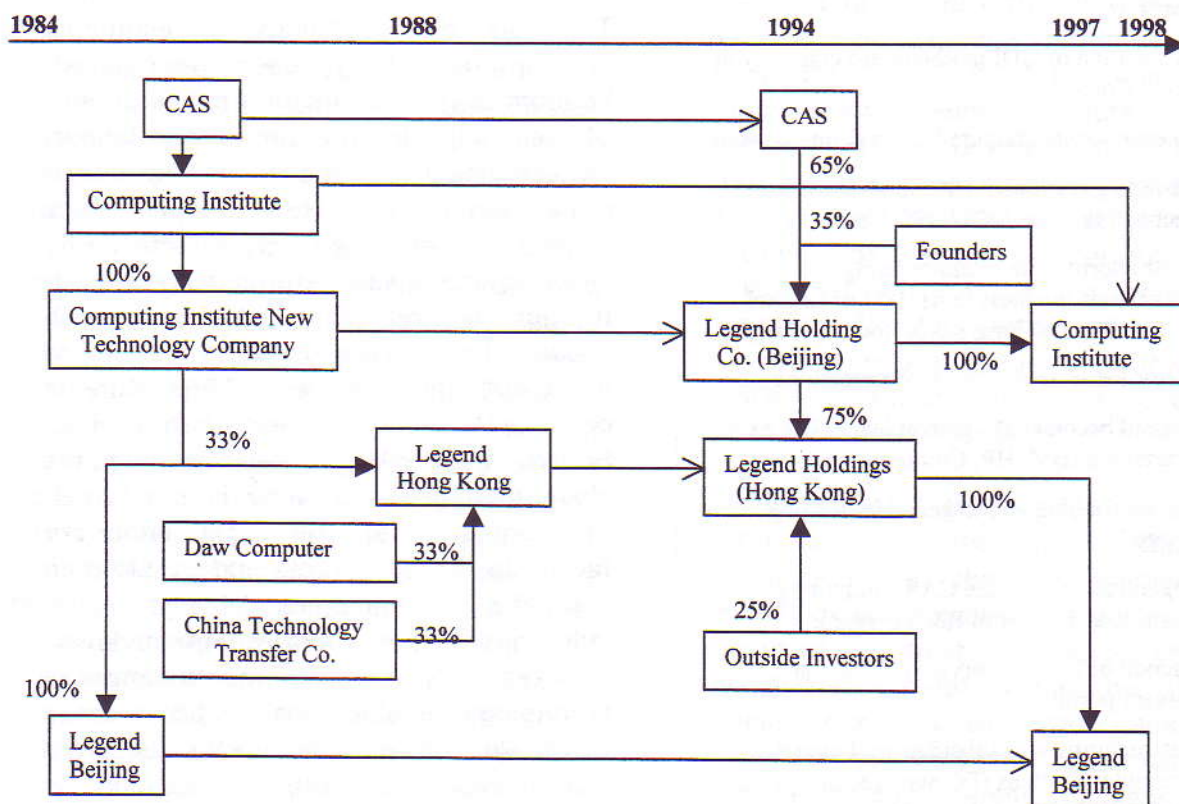 1984 1988 1994 1997 1998
CAS
CAS
65%
Computing Institute
35%
Founders
100%
Computing Institute New
Technology Company
Legend Holding
Co. (Beijing)
100%
Computing
Institute
75%
33%
Legend
Hong Kong
Legend Holdings
(Hong Kong)
100%
Daw Computer
33%
China Technology
Transfer Co.
33%
25%
Outside Investors
100%
Legend
Beijing
Legend
Beijing